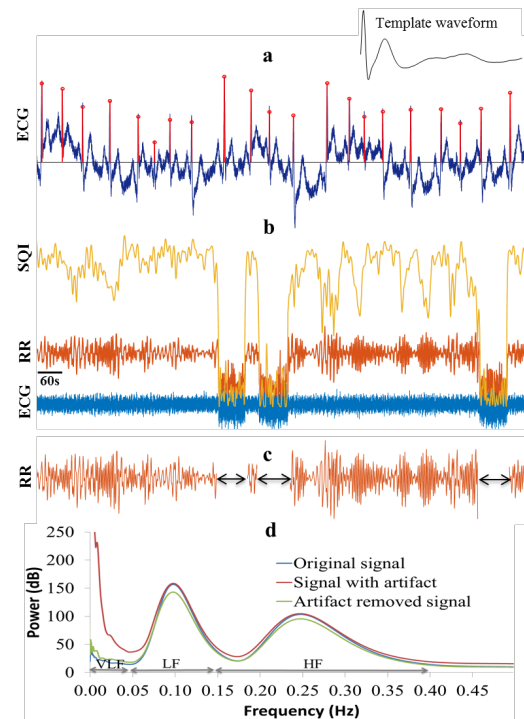 Template waveform
a
ECG
b
SQI
RR
60s
ECG
c
RR
d
250
200
150
100
50
0
Power (dB)
Original signal
Signal with artifact
Artifact removed signal
VLF
LF
HF
0.00
0.05
0.10
0.15
0.20
0.25
0.30
0.35
0.40
0.45
Frequency (Hz)